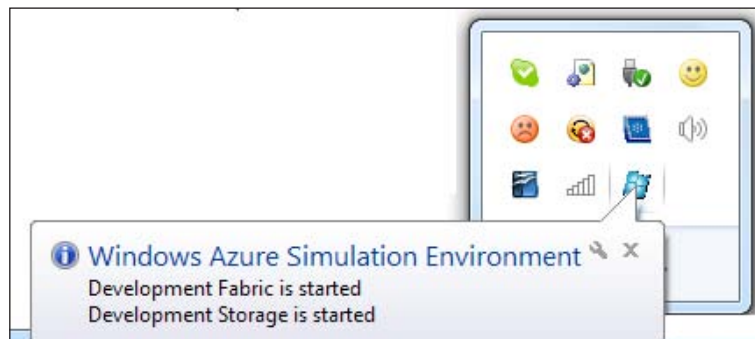 Windows Azure Simulation Environment
Development Fabric is started
Development Storage is started